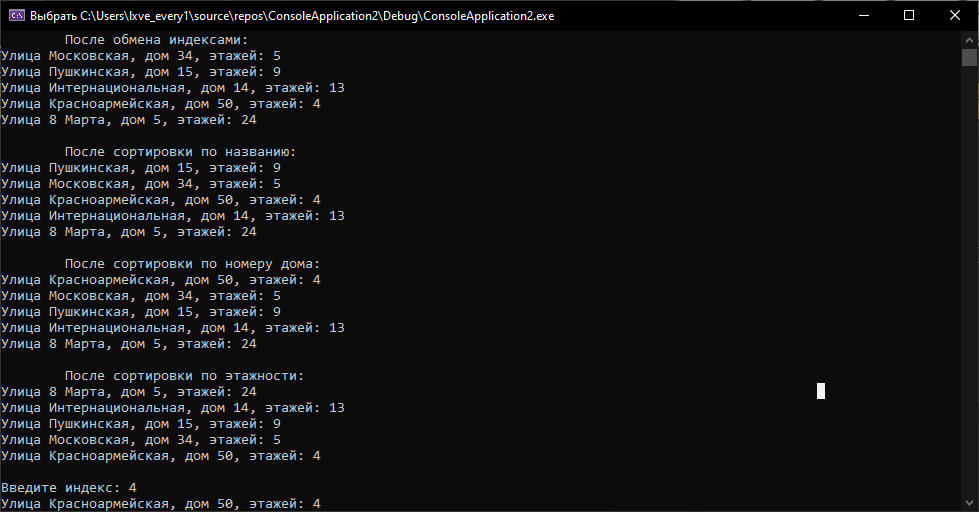 Выбрать C:\Users\lxve_every1\source\repos\ConsoleApplication2\Debug\ConsoleApplication2.exe
После обмена индексами:
Улица Московская, дом 34, этажей: 5
Улица Пушкинская, дом 15, этажей: 9
Улица Интернациональная, дом 14, этажей: 13
Улица Красноармейская, дом 50, этажей: 4
Улица 8 Марта, дом 5, этажей: 24
После сортировки по названию:
Улица Пушкинская, дом 15, этажей: 9
Улица Московская, дом 34, этажей: 5
Улица Красноармейская, дом 50, этажей: 4
Улица Интернациональная, дом 14, этажей: 13
Улица 8 Марта, дом 5, этажей: 24
После сортировки по номеру дома:
Улица Красноармейская, дом 50, этажей: 4
Улица Московская, дом 34, этажей: 5
Улица Пушкинская, дом 15, этажей: 9
Улица Интернациональная, дом 14, этажей: 13
Улица 8 Марта, дом 5, этажей: 24
После сортировки по этажности:
Улица 8 Марта, дом 5, этажей: 24
Улица Интернациональная, дом 14, этажей: 13
Улица Пушкинская, дом 15, этажей: 9
Улица Московская, дом 34, этажей: 5
Улица Красноармейская, дом 50, этажей: 4
Введите индекс: 4
Улица Красноармейская, дом 50, этажей: 4